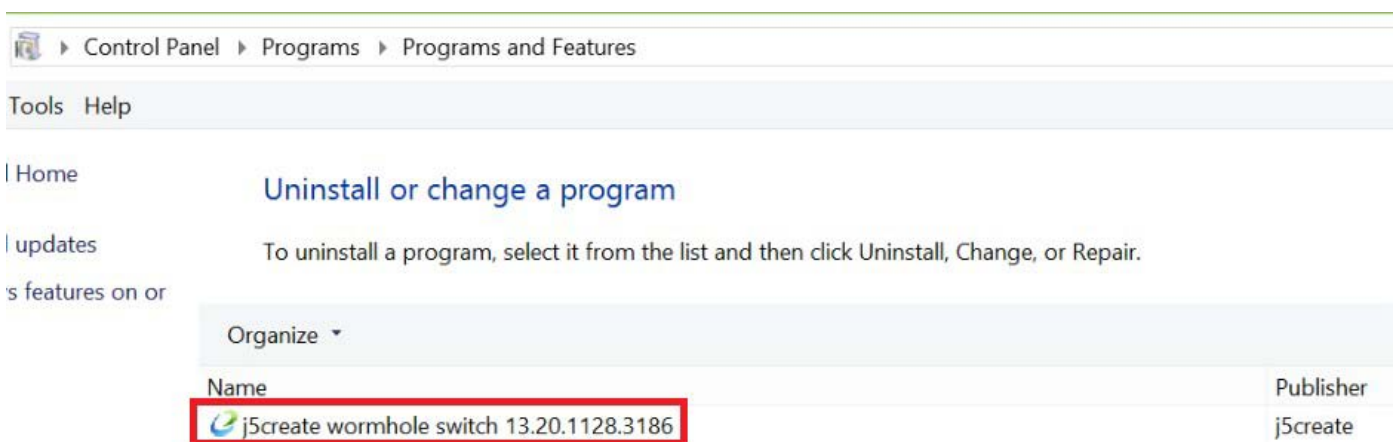 Control Panel Programs Programs and Features
Tools Help
Home
Uninstall or change a program
updates
To uninstall a program, select it from the list and then click Uninstall, Change, or Repair.
s features on or
Organize
Name Publisher
j5create wormhole switch 13.20.1128.3186 j5create